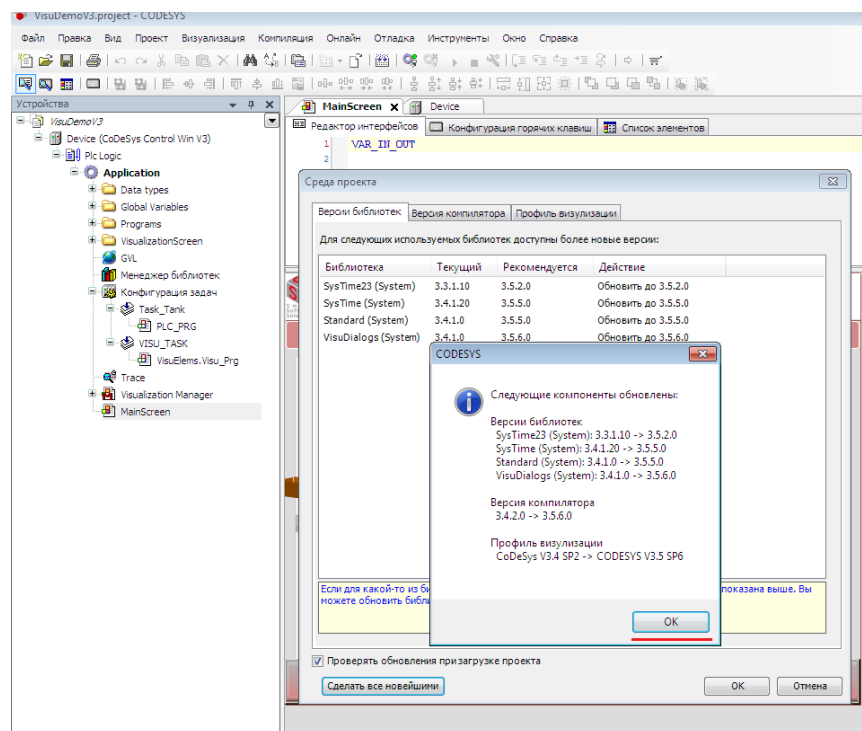 VisuDemoV3.project - CODESYS
Файл Правка Вид Проект Визуализация Компиляция Онлайн Отладка Инструменты Окно Справка
Устройства
VisuDemoV3
Device (CoDeSys Control Win V3)
Plc Logic
Application
Data types
Global Variables
Programs
VisualizationScreen
GVL
Менеджер библиотек
Конфигурация задач
Task_Tank
PLC_PRG
VISU_TASK
VisuElems.Visu_Prg
Trace
Visualization Manager
MainScreen
MainScreen Device
Редактор интерфейсов Конфигурация горячих клавиш Список элементов
1 VAR_IN_OUT
2
Среда проекта
Версии библиотек Версия компилятора Профиль визулизации
Для следующих используемых библиотек доступны более новые версии:
Библиотека Текущий Рекомендуется Действие
SysTime23 (System) 3.3.1.10 3.5.2.0 Обновить до 3.5.2.0
SysTime (System) 3.4.1.20 3.5.5.0 Обновить до 3.5.5.0
Standard (System) 3.4.1.0 3.5.5.0 Обновить до 3.5.5.0
VisuDialogs (System) 3.4.1.0 3.5.6.0 Обновить до 3.5.6.0
CODESYS
Следующие компоненты обновлены:
Версии библиотек
SysTime23 (System): 3.3.1.10 -> 3.5.2.0
SysTime (System): 3.4.1.20 -> 3.5.5.0
Standard (System): 3.4.1.0 -> 3.5.5.0
VisuDialogs (System): 3.4.1.0 -> 3.5.6.0
Версия компилятора
3.4.2.0 -> 3.5.6.0
Профиль визулизации
CoDeSys V3.4 SP2 -> CODESYS V3.5 SP6
OK
Если для какой-то из показана выше. Вы
можете обновить
Проверять обновления при загрузке проекта
Сделать все новейшими OK Отмена